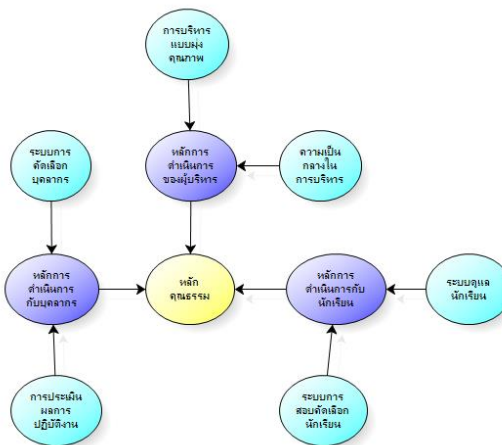 การบริหาร
แบบมุ่ง
คุณภาพ
ระบบการ
คัดเลือก
บุคลากร
หลักการ
ดำเนินการ
ของผู้บริหาร
ความเป็น
กลางใน
การบริหาร
หลักการ
ดำเนินการ
กับบุคลากร
หลัก
คุณธรรม
หลักการ
ดำเนินการกับ
นักเรียน
ระบบดูแล
นักเรียน
การประเมิน
ผลการ
ปฏิบัติงาน
ระบบการ
สอบคัดเลือก
นักเรียน